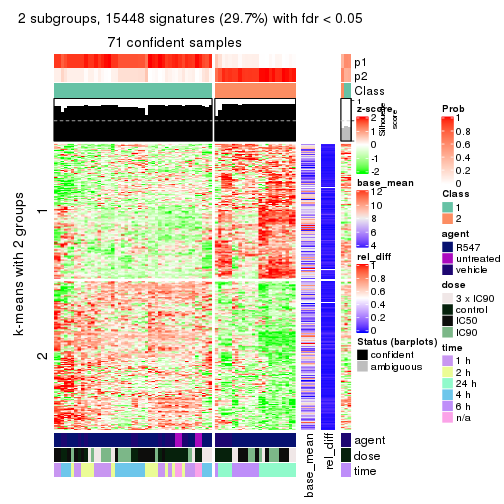 2 subgroups, 15448 signatures (29.7%) with fdr < 0.05
71 confident samples
p1
p2
Class
1
Silhouette
score
k-means with 2 groups
1
2
base_mean
rel_diff
agent
dose
time
z-score
2
1
0
-1
-2
base_mean
12
10
8
6
4
rel_diff
1
0.8
0.6
0.4
0.2
0
Status (barplots)
confident
ambiguous
Prob
1
0.8
0.6
0.4
0.2
0
Class
1
2
agent
R547
untreated
vehicle
dose
3 x IC90
control
IC50
IC90
time
1 h
2 h
24 h
4 h
6 h
n/a